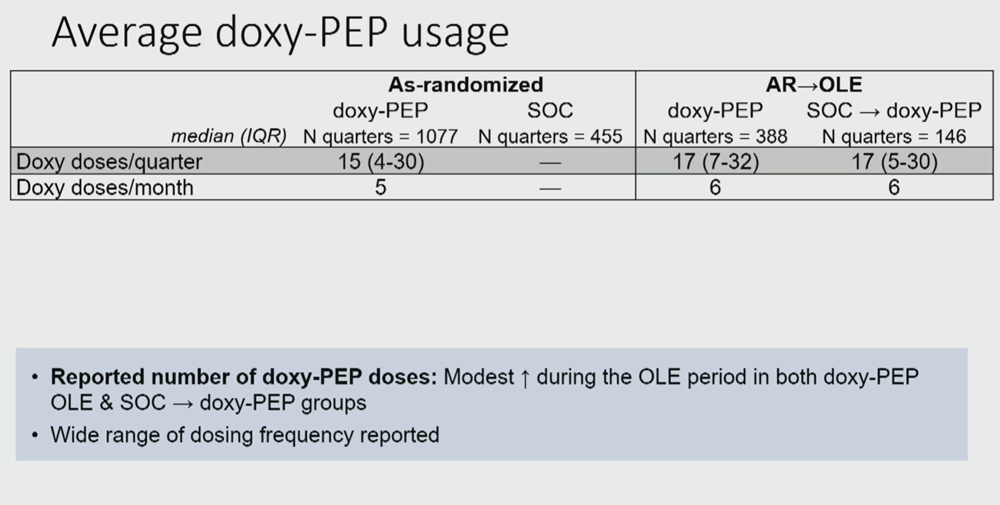 Average doxy-PEP usage
As-randomized AR→OLE
doxy-PEP SOC doxy-PEP SOC → doxy-PEP
median (IQR) N quarters = 1077 N quarters = 455 N quarters = 388 N quarters = 146
Doxy doses/quarter 15 (4-30) — 17 (7-32) 17 (5-30)
Doxy doses/month 5 — 6 6
• Reported number of doxy-PEP doses: Modest ↑ during the OLE period in both doxy-PEP
OLE & SOC → doxy-PEP groups
• Wide range of dosing frequency reported